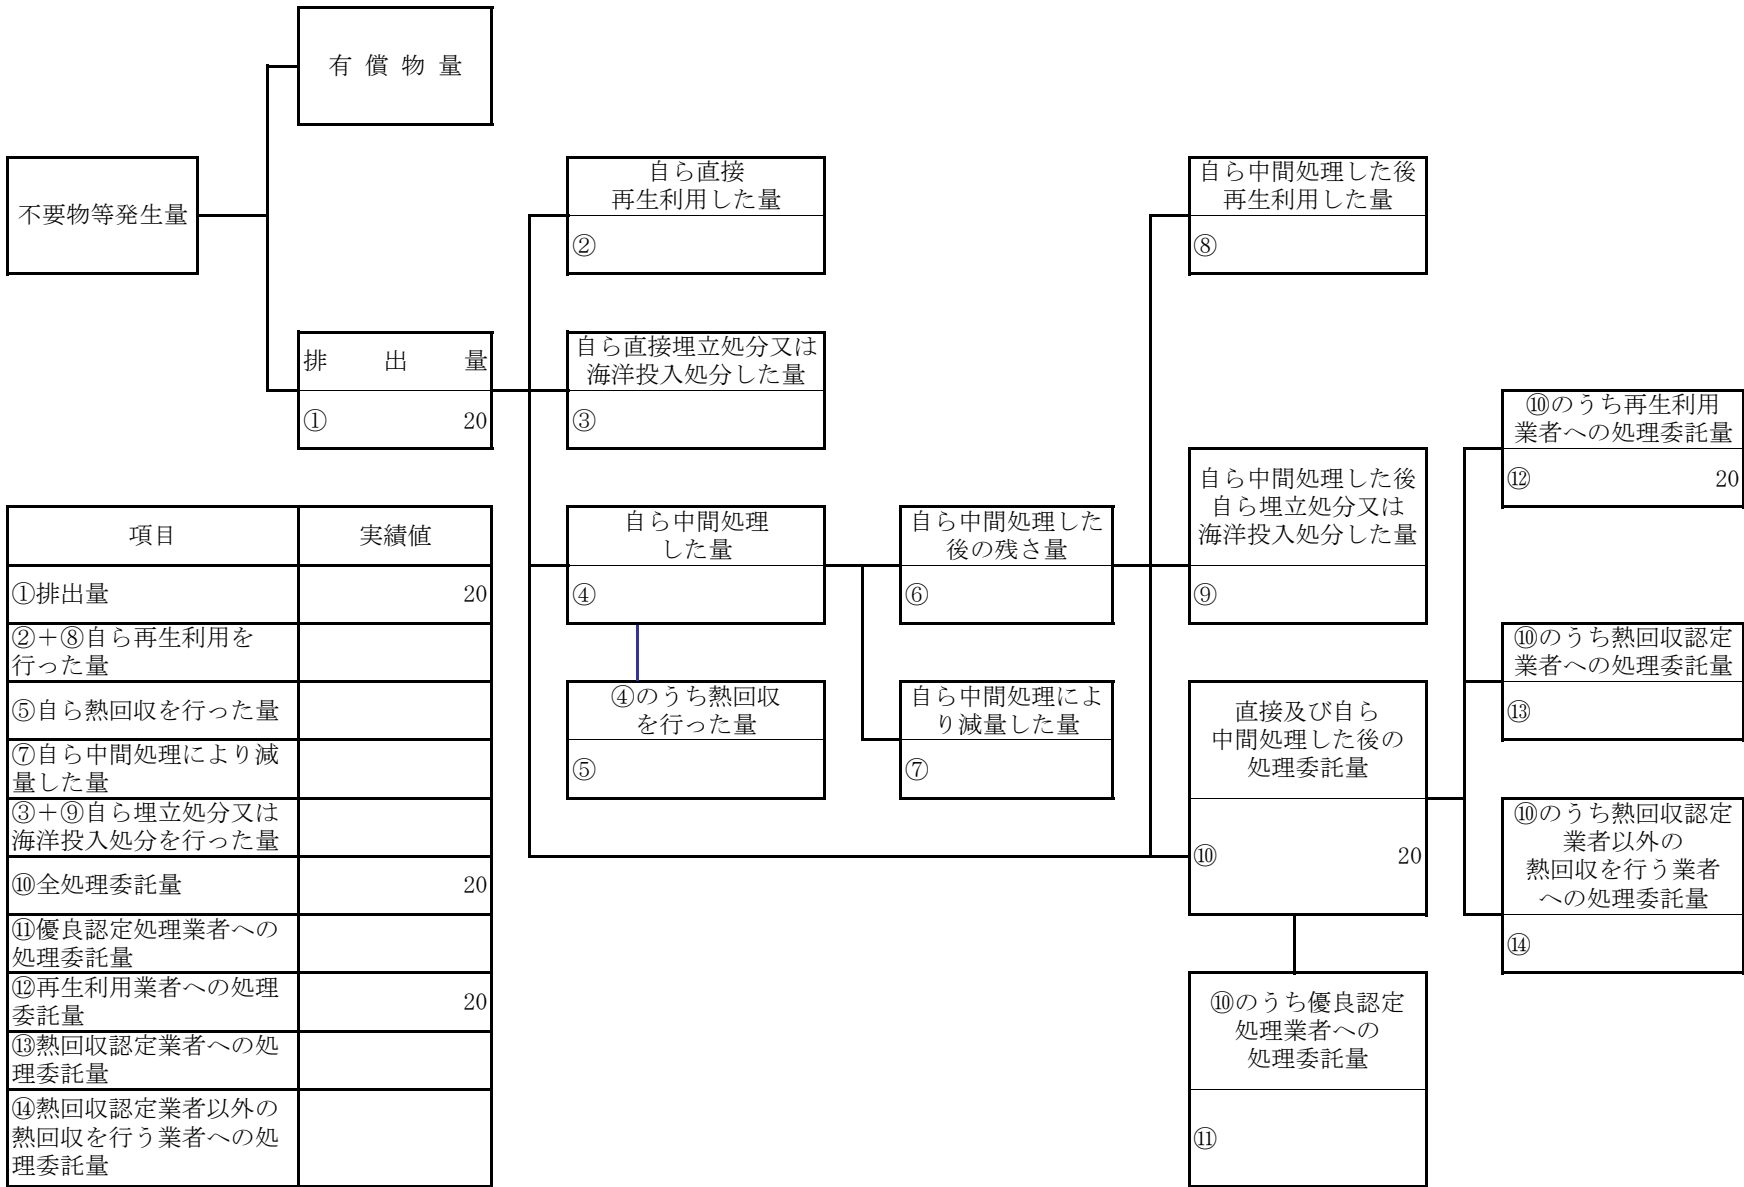 有償物量
不要物等発生量
排出量
①20
自ら直接
再生利用した量
②
自ら直接埋立処分又は
海洋投入処分した量
③
自ら中間処理
した量
④
④のうち熱回収
を行った量
⑤
自ら中間処理した
後の残さ量
⑥
自ら中間処理によ
り減量した量
⑦
自ら中間処理した後
再生利用した量
⑧
自ら中間処理した後
自ら埋立処分又は
海洋投入処分した量
⑨
直接及び自ら
中間処理した後の
処理委託量
⑩20
⑩のうち優良認定
処理業者への
処理委託量
⑪
⑩のうち再生利用
業者への処理委託量
⑫20
⑩のうち熱回収認定
業者への処理委託量
⑬
⑩のうち熱回収認定
業者以外の
熱回収を行う業者
への処理委託量
⑭
項目 実績値
①排出量 20
②＋⑧自ら再生利用を
行った量
⑤自ら熱回収を行った量
⑦自ら中間処理により減
量した量
③＋⑨自ら埋立処分又は
海洋投入処分を行った量
⑩全処理委託量 20
⑪優良認定処理業者への
処理委託量
⑫再生利用業者への処理
委託量 20
⑬熱回収認定業者への処
理委託量
⑭熱回収認定業者以外の
熱回収を行う業者への処
理委託量